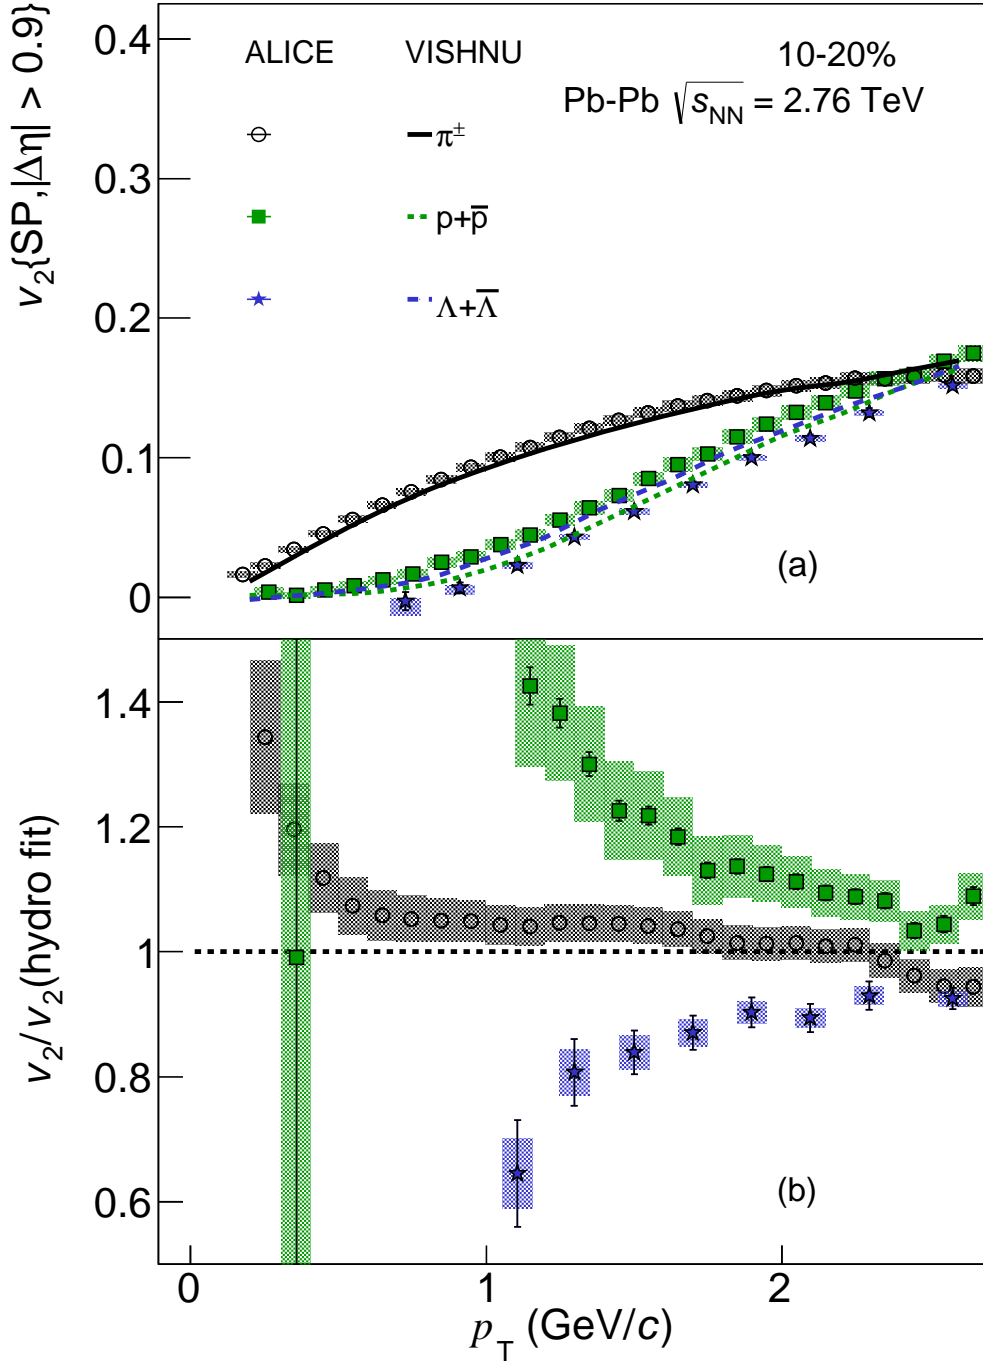 v₂{SP,|Δη| > 0.9}
0.4
0.3
0.2
0.1
0
ALICE VISHNU
10-20%
Pb-Pb √sNN = 2.76 TeV
π±
p+p̅
Λ+Λ̅
(a)
v₂/v₂(hydro fit)
1.4
1.2
1
0.8
0.6
(b)
0 1 2
pT (GeV/c)